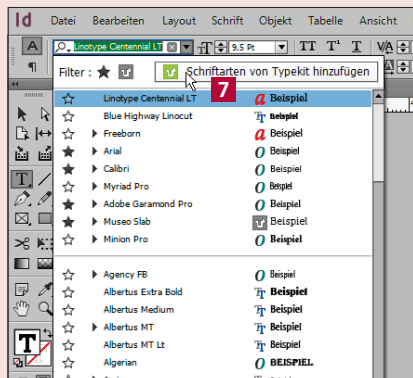 Id Datei Bearbeiten Layout Schrift Objekt Tabelle Ansicht
A Linotype Centennial LT 9,5 Pt TT T¹ T VA
¶ Filter: Schriftarten von Typekit hinzufügen
7
Linotype Centennial LT Beispiel
Blue Highway Linocut Beispiel
Freeborn Beispiel
Arial Beispiel
Calibri Beispiel
Myriad Pro Beispiel
Adobe Garamond Pro Beispiel
Museo Slab Beispiel
Minion Pro Beispiel
Agency FB Beispiel
Albertus Extra Bold Beispiel
Albertus Medium Beispiel
Albertus MT Beispiel
Albertus MT Lt Beispiel
Algerian BEISPIEL